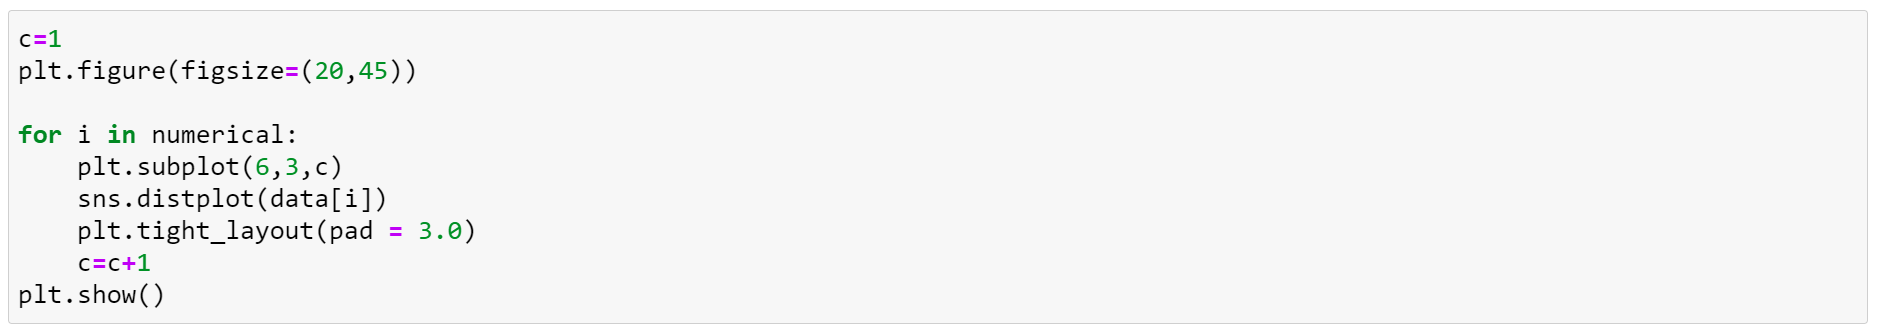 c=1
plt.figure(figsize=(20,45))
for i in numerical:
    plt.subplot(6,3,c)
    sns.distplot(data[i])
    plt.tight_layout(pad = 3.0)
    c=c+1
plt.show()